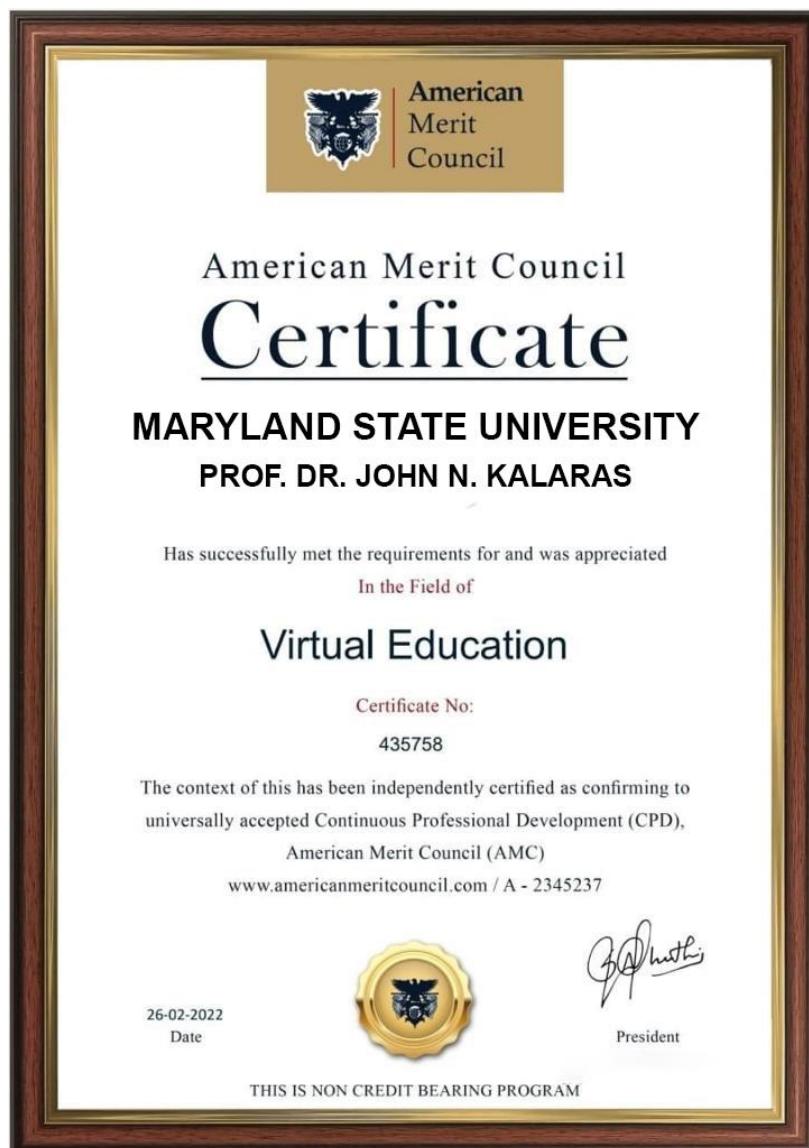 American
Merit
Council
American Merit Council
Certificate
MARYLAND STATE UNIVERSITY
PROF. DR. JOHN N. KALARAS
Has successfully met the requirements for and was appreciated
In the Field of
Virtual Education
Certificate No:
435758
The context of this has been independently certified as confirming to
universally accepted Continuous Professional Development (CPD),
American Merit Council (AMC)
www.americanmeritcouncil.com / A - 2345237
26-02-2022
Date
President
THIS IS NON CREDIT BEARING PROGRAM